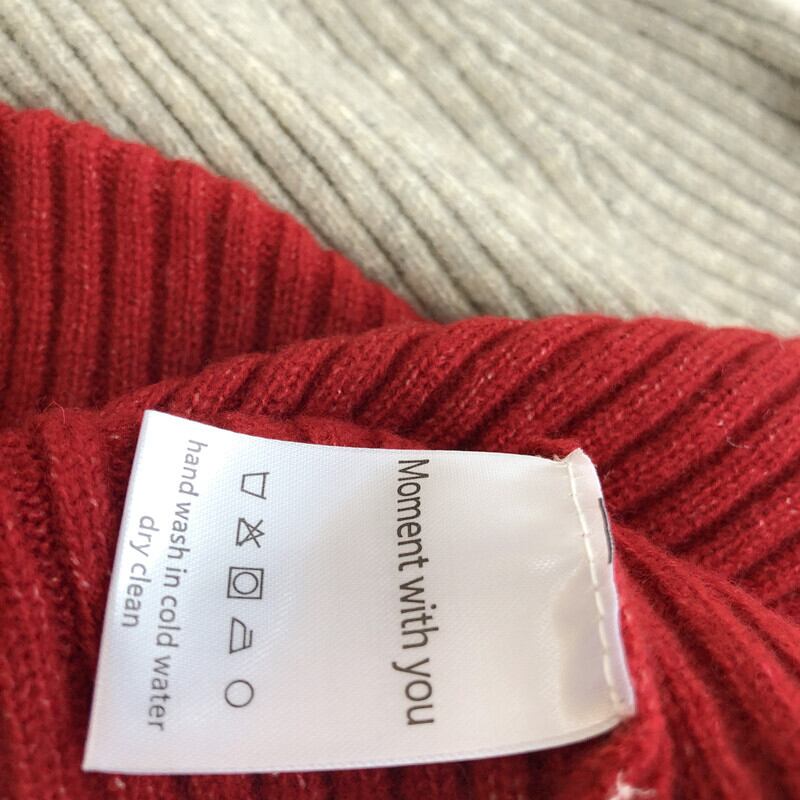 Moment with you
hand wash in cold water
dry clean